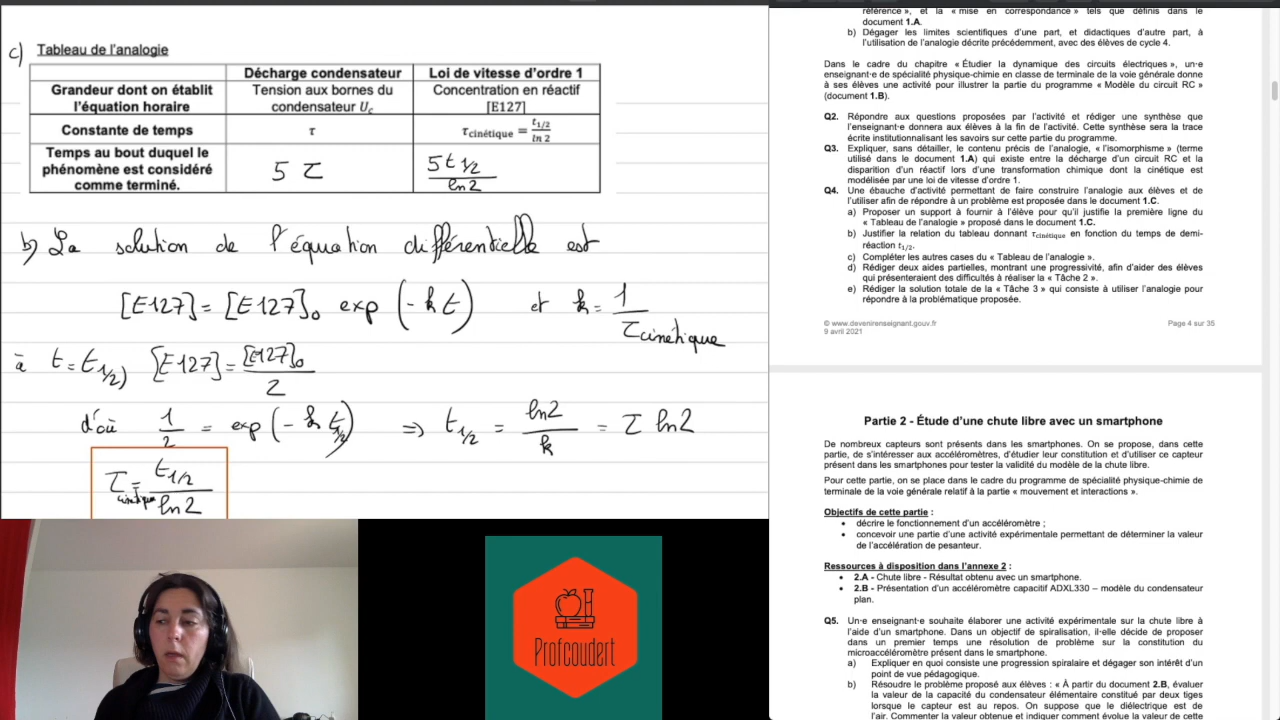 c) Tableau de l'analogie
Décharge condensateur Loi de vitesse d'ordre 1
Grandeur dont on établit l'équation horaire Tension aux bornes du condensateur U_c Concentration en réactif [E127]
Constante de temps τ τ_cinétique = t_1/2 / ln 2
Temps au bout duquel le phénomène est considéré comme terminé. 5 τ 5 t_1/2 / ln 2
b) La solution de l'équation différentielle est
[E127] = [E127]_0 exp (- k t) et k = 1 / τ_cinétique
à t = t_1/2, [E127] = [E127]_0 / 2
d'où 1/2 = exp (- k t_1/2) ⇒ t_1/2 = ln2 / k = τ ln2
τ_cinétique = t_1/2 / ln2
Profcoudert
référence », et la « mise en correspondance » tels que définis dans le
document 1.A.
b) Dégager les limites scientifiques d'une part, et didactiques d'autre part, à
l'utilisation de l'analogie décrite précédemment, avec des élèves de cycle 4.
Dans le cadre du chapitre « Étudier la dynamique des circuits électriques », un·e
enseignant·e de spécialité physique-chimie en classe de terminale de la voie générale donne
à ses élèves une activité pour illustrer la partie du programme « Modèle du circuit RC »
(document 1.B).
Q2. Répondre aux questions proposées par l'activité et rédiger une synthèse que
l'enseignant·e donnera aux élèves à la fin de l'activité. Cette synthèse sera la trace
écrite institutionnalisant les savoirs sur cette partie du programme.
Q3. Expliquer, sans détailler, le contenu précis de l'analogie, « l'isomorphisme » (terme
utilisé dans le document 1.A) qui existe entre la décharge d'un circuit RC et la
disparition d'un réactif lors d'une transformation chimique dont la cinétique est
modélisée par une loi de vitesse d'ordre 1.
Q4. Une ébauche d'activité permettant de faire construire l'analogie aux élèves et de
l'utiliser afin de répondre à un problème est proposée dans le document 1.C.
a) Proposer un support à fournir à l'élève pour qu'il justifie la première ligne du
« Tableau de l'analogie » proposé dans le document 1.C.
b) Justifier la relation du tableau donnant τ_cinétique en fonction du temps de demi-
réaction t_1/2.
c) Compléter les autres cases du « Tableau de l'analogie ».
d) Rédiger deux aides partielles, montrant une progressivité, afin d'aider des élèves
qui présenteraient des difficultés à réaliser la « Tâche 2 ».
e) Rédiger la solution totale de la « Tâche 3 » qui consiste à utiliser l'analogie pour
répondre à la problématique proposée.
© www.devenirenseignant.gouv.fr Page 4 sur 35
9 avril 2021
Partie 2 - Étude d'une chute libre avec un smartphone
De nombreux capteurs sont présents dans les smartphones. On se propose, dans cette
partie, de s'intéresser aux accéléromètres, d'étudier leur constitution et d'utiliser ce capteur
présent dans les smartphones pour tester la validité du modèle de la chute libre.
Pour cette partie, on se place dans le cadre du programme de spécialité physique-chimie de
terminale de la voie générale relatif à la partie « mouvement et interactions ».
Objectifs de cette partie :
• décrire le fonctionnement d'un accéléromètre ;
• concevoir une partie d'une activité expérimentale permettant de déterminer la valeur
de l'accélération de pesanteur.
Ressources à disposition dans l'annexe 2 :
• 2.A - Chute libre - Résultat obtenu avec un smartphone.
• 2.B - Présentation d'un accéléromètre capacitif ADXL330 – modèle du condensateur
plan.
Q5. Un·e enseignant·e souhaite élaborer une activité expérimentale sur la chute libre à
l'aide d'un smartphone. Dans un objectif de spiralisation, il·elle décide de proposer
dans un premier temps une résolution de problème sur la constitution du
microaccéléromètre présent dans le smartphone.
a) Expliquer en quoi consiste une progression spiralaire et dégager son intérêt d'un
point de vue pédagogique.
b) Résoudre le problème proposé aux élèves : « À partir du document 2.B, évaluer
la valeur de la capacité du condensateur élémentaire constitué par deux tiges
lorsque le capteur est au repos. On suppose que le diélectrique est de
l'air. Commenter la valeur obtenue et indiquer comment évolue la valeur de cette